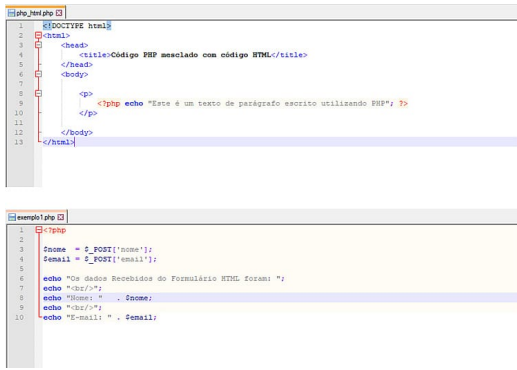 php_html.php
1 <!DOCTYPE html>
2 <html>
3 <head>
4 <title>Código PHP mesclado com código HTML</title>
5 </head>
6 <body>
7
8 <p>
9 <?php echo "Este é um texto de parágrafo escrito utilizando PHP"; ?>
10 </p>
11
12 </body>
13 </html>
exemplo1.php
1 <?php
2
3 $nome = $_POST['nome'];
4 $email = $_POST['email'];
5
6 echo "Os dados Recebidos do Formulário HTML foram: ";
7 echo "<br/>";
8 echo "Nome: " . $nome;
9 echo "<br/>";
10 echo "E-mail: " . $email;